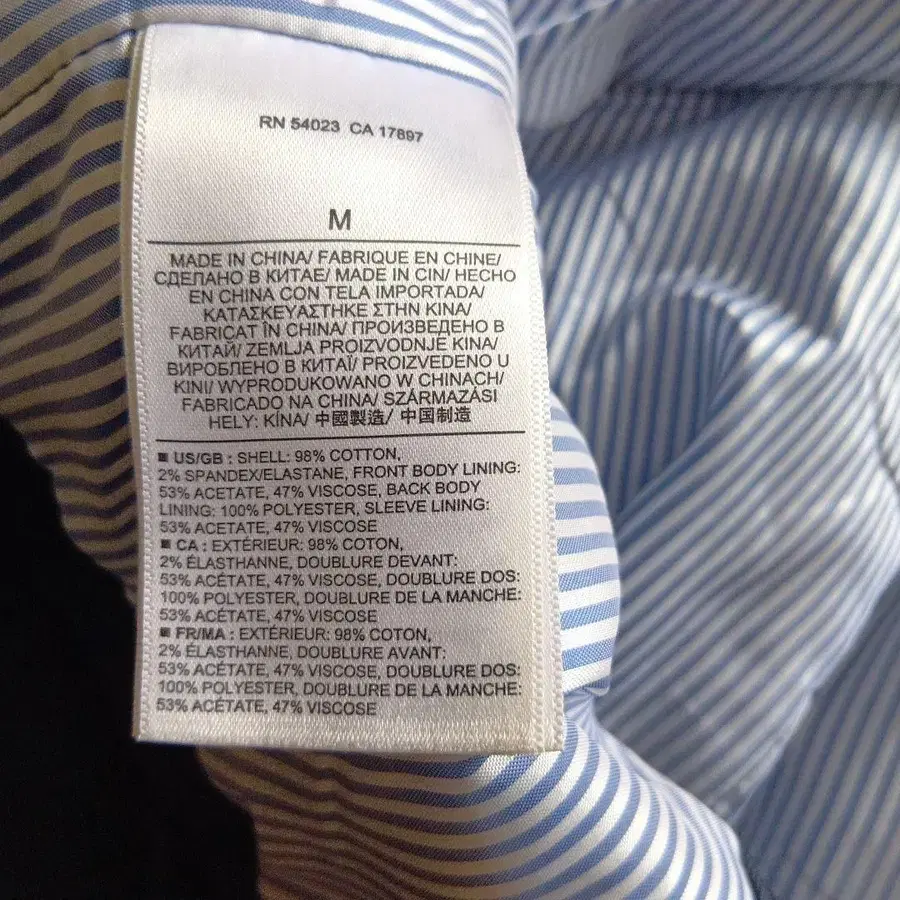 RN 54023 CA 17897
M
MADE IN CHINA/ FABRIQUE EN CHINE/
СДЕЛАНО В КИТАЕ/ MADE IN CIN/ HECHO
EN CHINA CON TELA IMPORTADA/
ΚΑΤΑΣΚΕΥΑΣΤΗΚΕ ΣΤΗΝ ΚΙΝΑ/
FABRICAT ÎN CHINA/ ПРОИЗВЕДЕНО В
КИТАЙ/ ZEMLJA PROIZVODNJE KINA/
ВИРОБЛЕНО В КИТАЇ/ PROIZVEDENO U
KINI/ WYPRODUKOWANO W CHINACH/
FABRICADO NA CHINA/ SZÁRMAZÁSI
HELY: KÍNA/ 中國製造/ 中国制造
■ US/GB : SHELL: 98% COTTON,
2% SPANDEX/ELASTANE, FRONT BODY LINING:
53% ACETATE, 47% VISCOSE, BACK BODY
LINING: 100% POLYESTER, SLEEVE LINING:
53% ACETATE, 47% VISCOSE
■ CA : EXTÉRIEUR: 98% COTON,
2% ÉLASTHANNE, DOUBLURE DEVANT:
53% ACÉTATE, 47% VISCOSE, DOUBLURE DOS:
100% POLYESTER, DOUBLURE DE LA MANCHE:
53% ACÉTATE, 47% VISCOSE
■ FR/MA : EXTÉRIEUR: 98% COTON,
2% ÉLASTHANNE, DOUBLURE AVANT:
53% ACÉTATE, 47% VISCOSE, DOUBLURE DOS:
100% POLYESTER, DOUBLURE DE LA MANCHE:
53% ACÉTATE, 47% VISCOSE